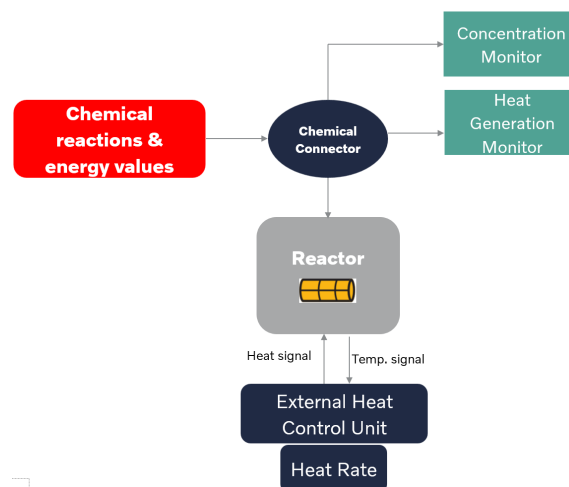 Concentration
Monitor
Chemical
reactions &
energy values
Chemical
Connector
Heat
Generation
Monitor
Reactor
Heat signal
Temp. signal
External Heat
Control Unit
Heat Rate